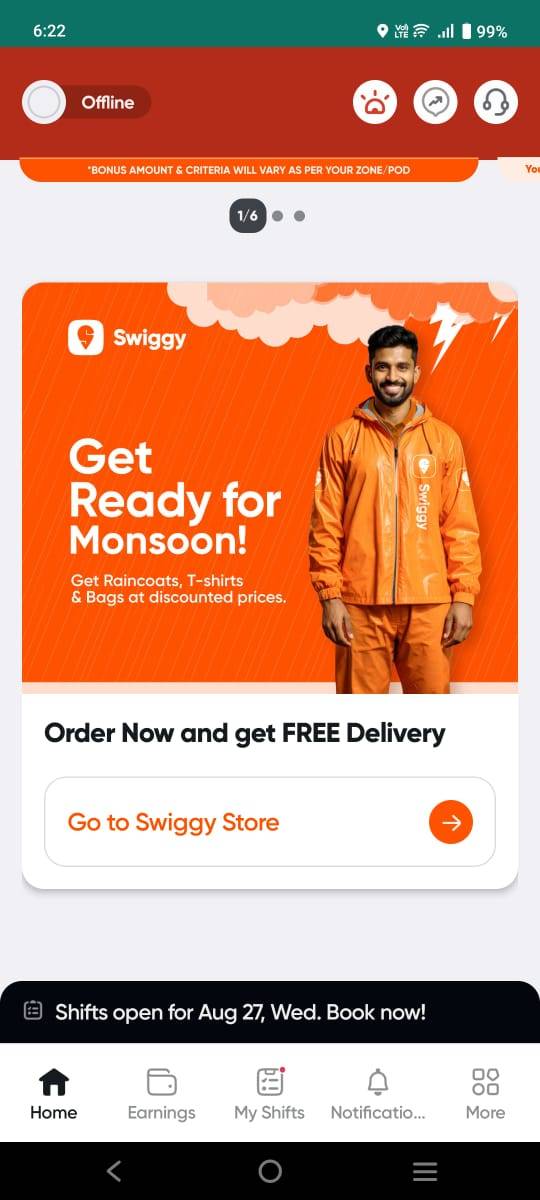 6:22
Vo) LTE 99%
Offline
*BONUS AMOUNT & CRITERIA WILL VARY AS PER YOUR ZONE/POD
You
1/6
Swiggy
Get
Ready for
Monsoon!
Get Raincoats, T-shirts
& Bags at discounted prices.
Swiggy
Order Now and get FREE Delivery
Go to Swiggy Store
Shifts open for Aug 27, Wed. Book now!
Home Earnings My Shifts Notificatio... More